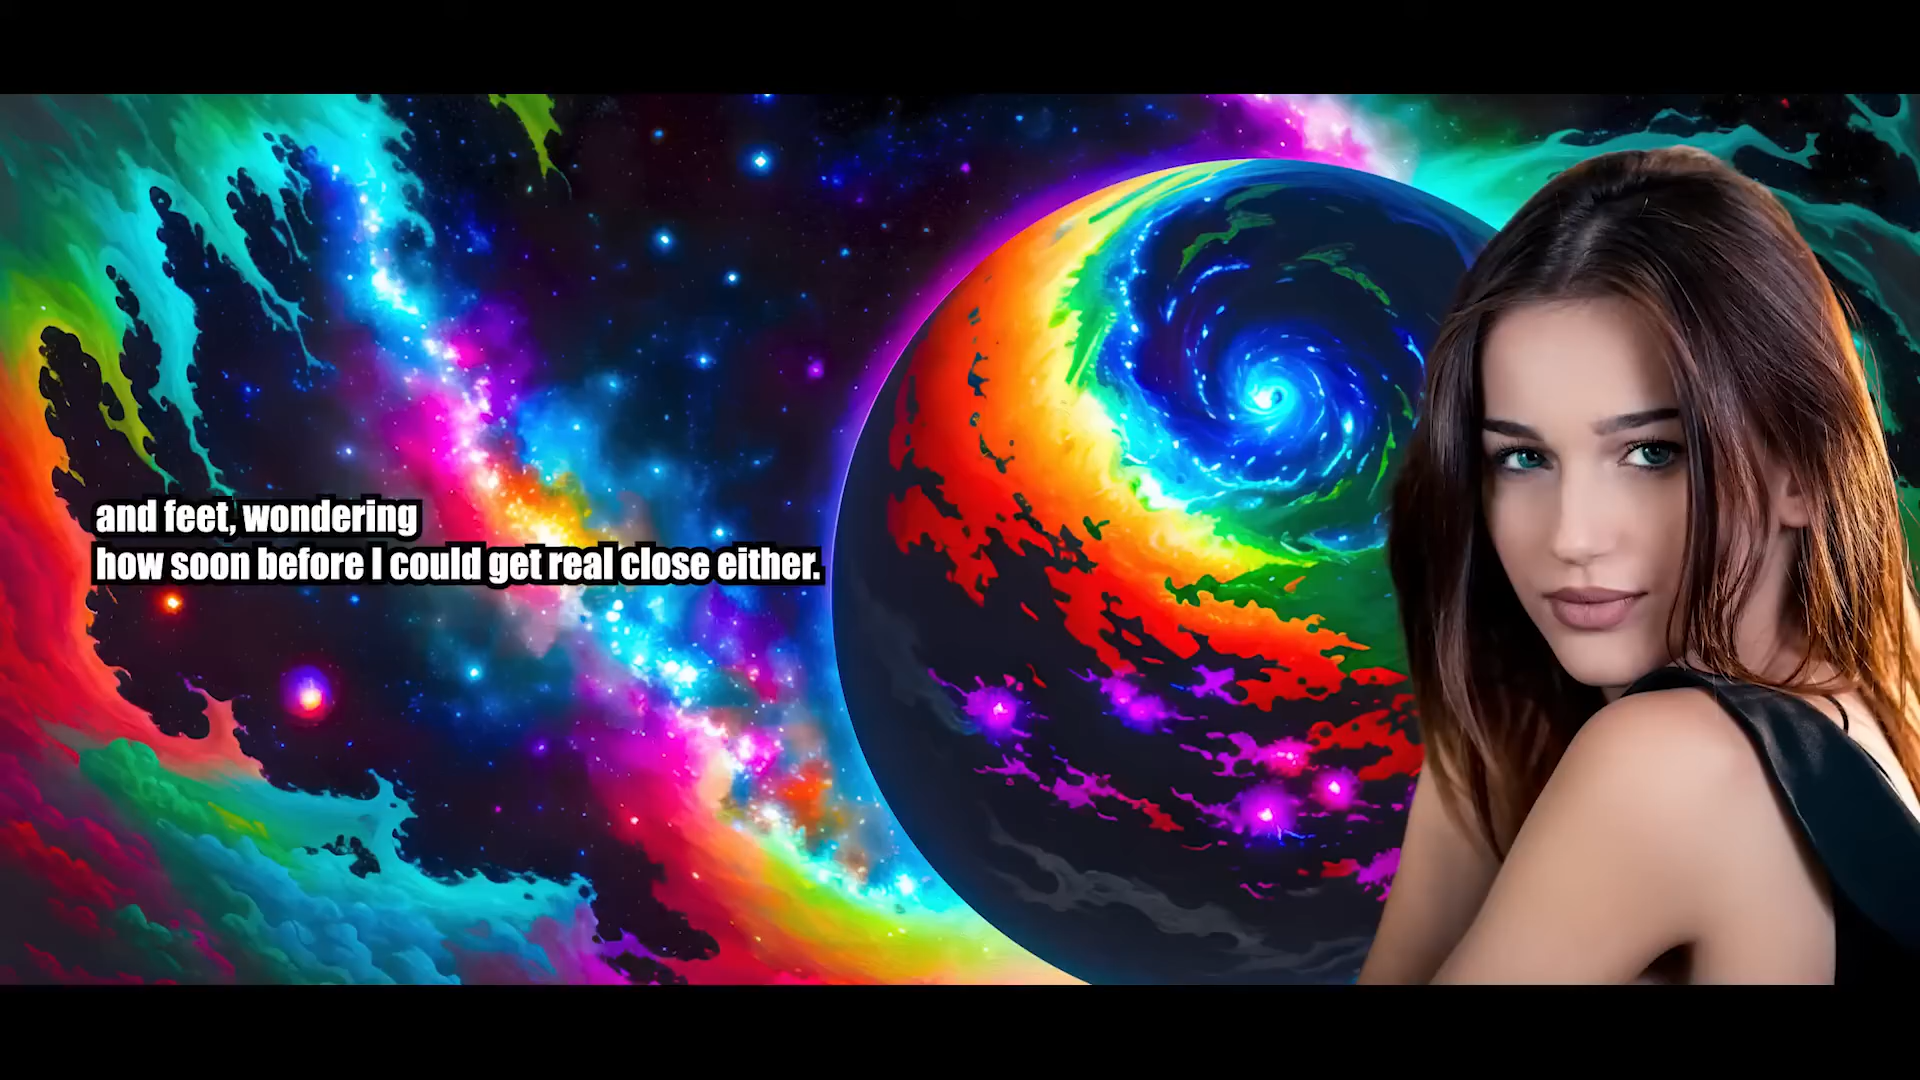 and feet, wondering
how soon before I could get real close either.